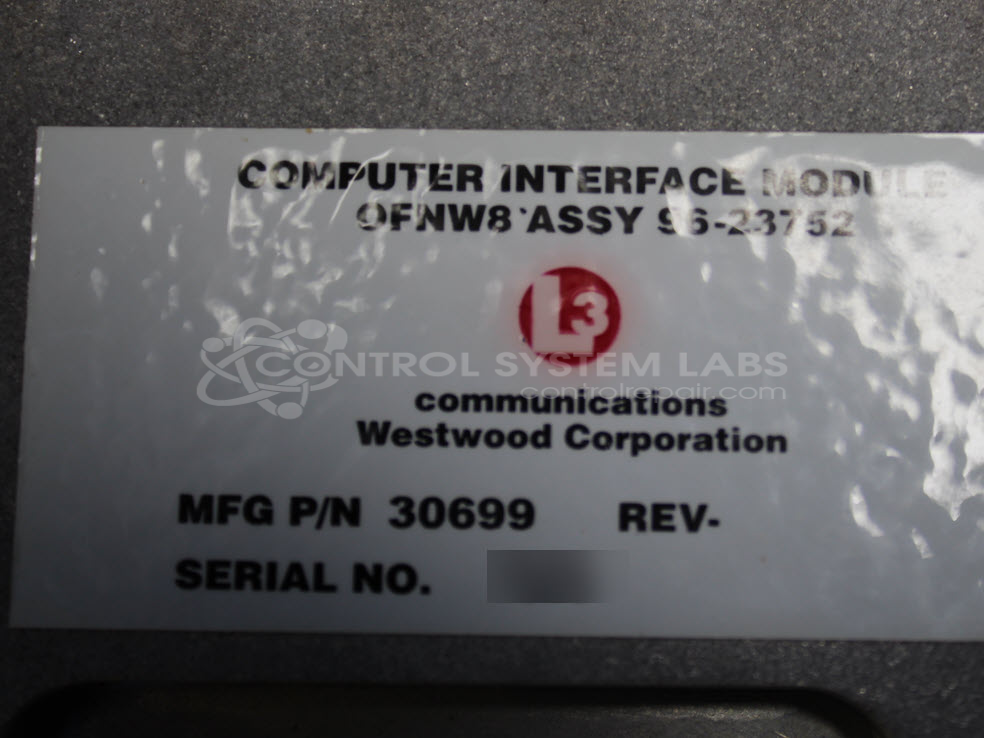 COMPUTER INTERFACE MODULE
OFNW8 ASSY 96-23752
L3
CONTROL SYSTEM LABS
controlrepair.com
communications
Westwood Corporation
MFG P/N 30699 REV-
SERIAL NO.